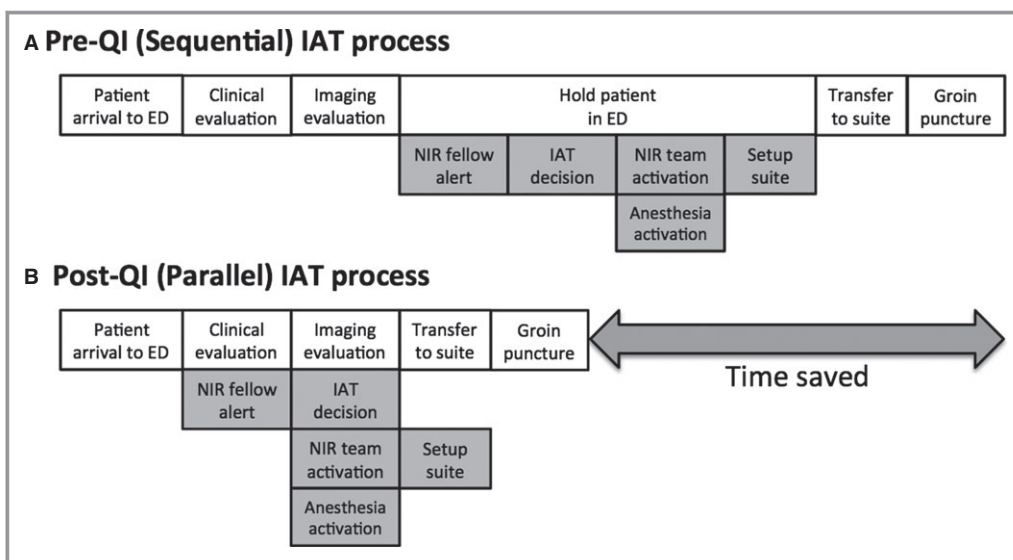 A Pre-QI (Sequential) IAT process
Patient
arrival to ED
Clinical
evaluation
Imaging
evaluation
Hold patient
in ED
Transfer
to suite
Groin
puncture
NIR fellow
alert
IAT
decision
NIR team
activation
Setup
suite
Anesthesia
activation
B Post-QI (Parallel) IAT process
Patient
arrival to ED
Clinical
evaluation
Imaging
evaluation
Transfer
to suite
Groin
puncture
Time saved
NIR fellow
alert
IAT
decision
NIR team
activation
Setup
suite
Anesthesia
activation